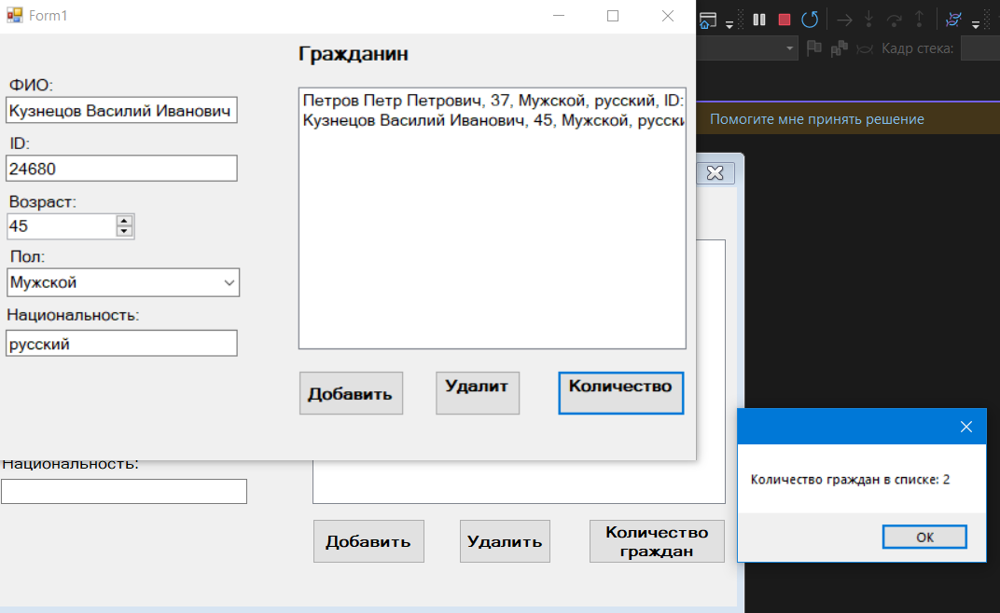 Form1
Гражданин
ФИО:
Кузнецов Василий Иванович
ID:
24680
Возраст:
45
Пол:
Мужской
Национальность:
русский
Петров Петр Петрович, 37, Мужской, русский, ID:
Кузнецов Василий Иванович, 45, Мужской, русски
Добавить
Удалит
Количество
Кадр стека:
Помогите мне принять решение
Национальность:
Добавить
Удалить
Количество
граждан
Количество граждан в списке: 2
OK